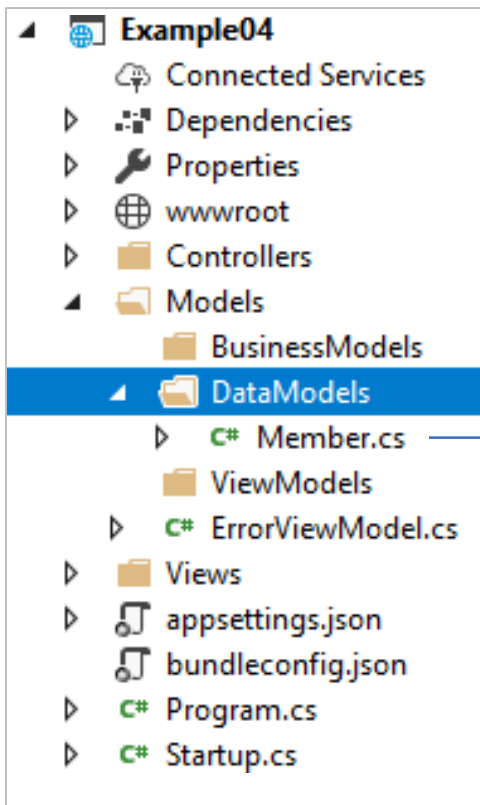 Example04
Connected Services
Dependencies
Properties
wwwroot
Controllers
Models
BusinessModels
DataModels
C# Member.cs
ViewModels
C# ErrorViewModel.cs
Views
appsettings.json
bundleconfig.json
C# Program.cs
C# Startup.cs